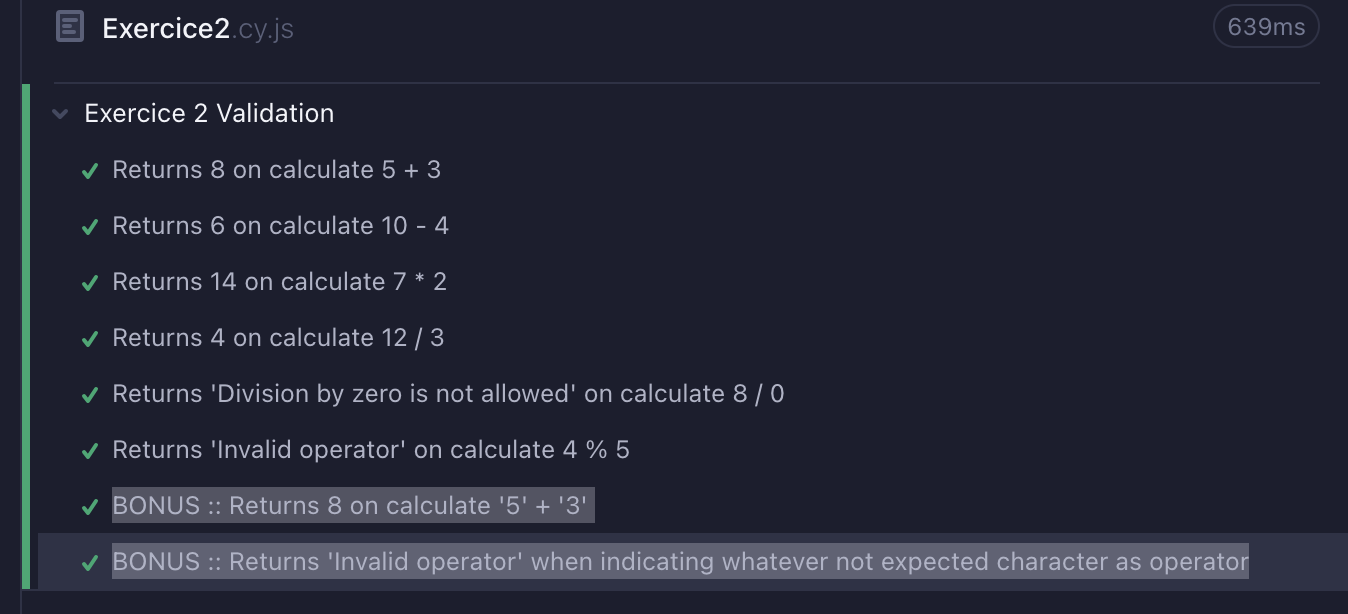 Exercice2.cy.js
639ms
Exercice 2 Validation
Returns 8 on calculate 5 + 3
Returns 6 on calculate 10 - 4
Returns 14 on calculate 7 * 2
Returns 4 on calculate 12 / 3
Returns 'Division by zero is not allowed' on calculate 8 / 0
Returns 'Invalid operator' on calculate 4 % 5
BONUS :: Returns 8 on calculate '5' + '3'
BONUS :: Returns 'Invalid operator' when indicating whatever not expected character as operator